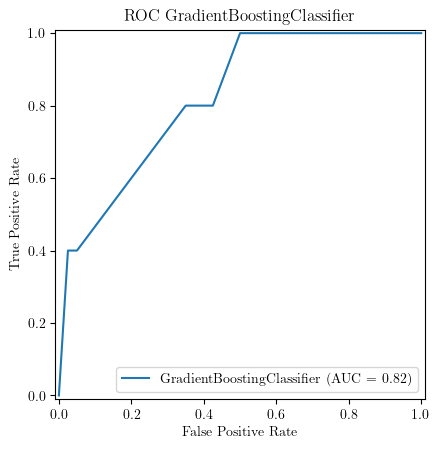 ROC GradientBoostingClassifier
1.0
0.8
0.6
0.4
0.2
0.0
True Positive Rate
GradientBoostingClassifier (AUC = 0.82)
0.0 0.2 0.4 0.6 0.8 1.0
False Positive Rate